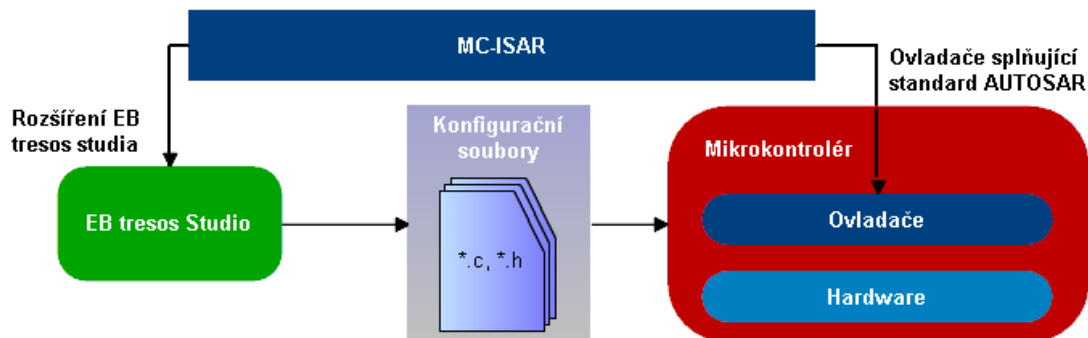 MC-ISAR
Rozšíření EB
tresos studia
Ovladače splňující
standard AUTOSAR
Konfigurační
soubory
Mikrokontrolér
EB tresos Studio
*.c, *.h
Ovladače
Hardware